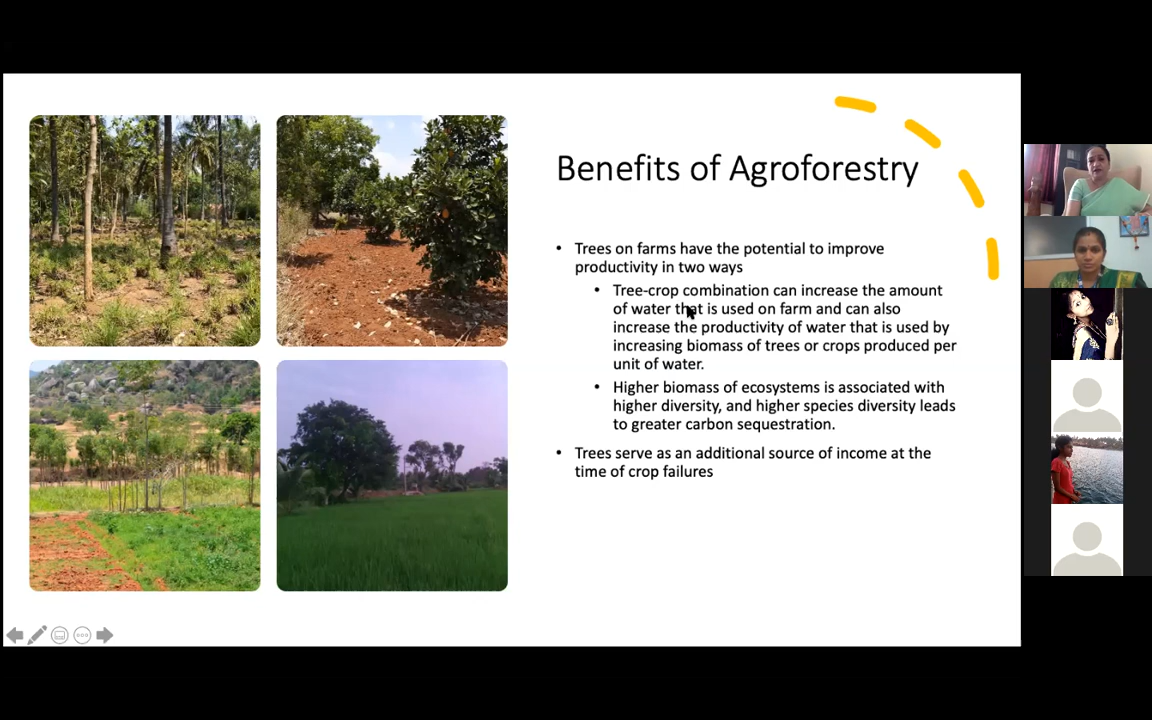 Benefits of Agroforestry
• Trees on farms have the potential to improve
productivity in two ways
• Tree-crop combination can increase the amount
of water that is used on farm and can also
increase the productivity of water that is used by
increasing biomass of trees or crops produced per
unit of water.
• Higher biomass of ecosystems is associated with
higher diversity, and higher species diversity leads
to greater carbon sequestration.
• Trees serve as an additional source of income at the
time of crop failures